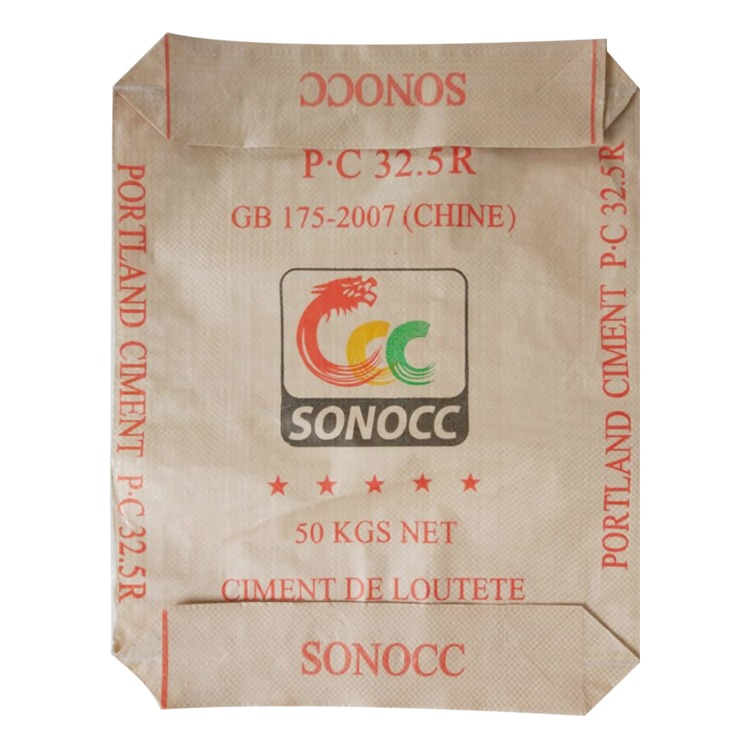 SONOCC
P·C 32.5R
GB 175-2007 (CHINE)
PORTLAND CIMENT P·C 32.5R
PORTLAND CIMENT P·C 32.5R
SONOCC
50 KGS NET
CIMENT DE LOUTETE
SONOCC